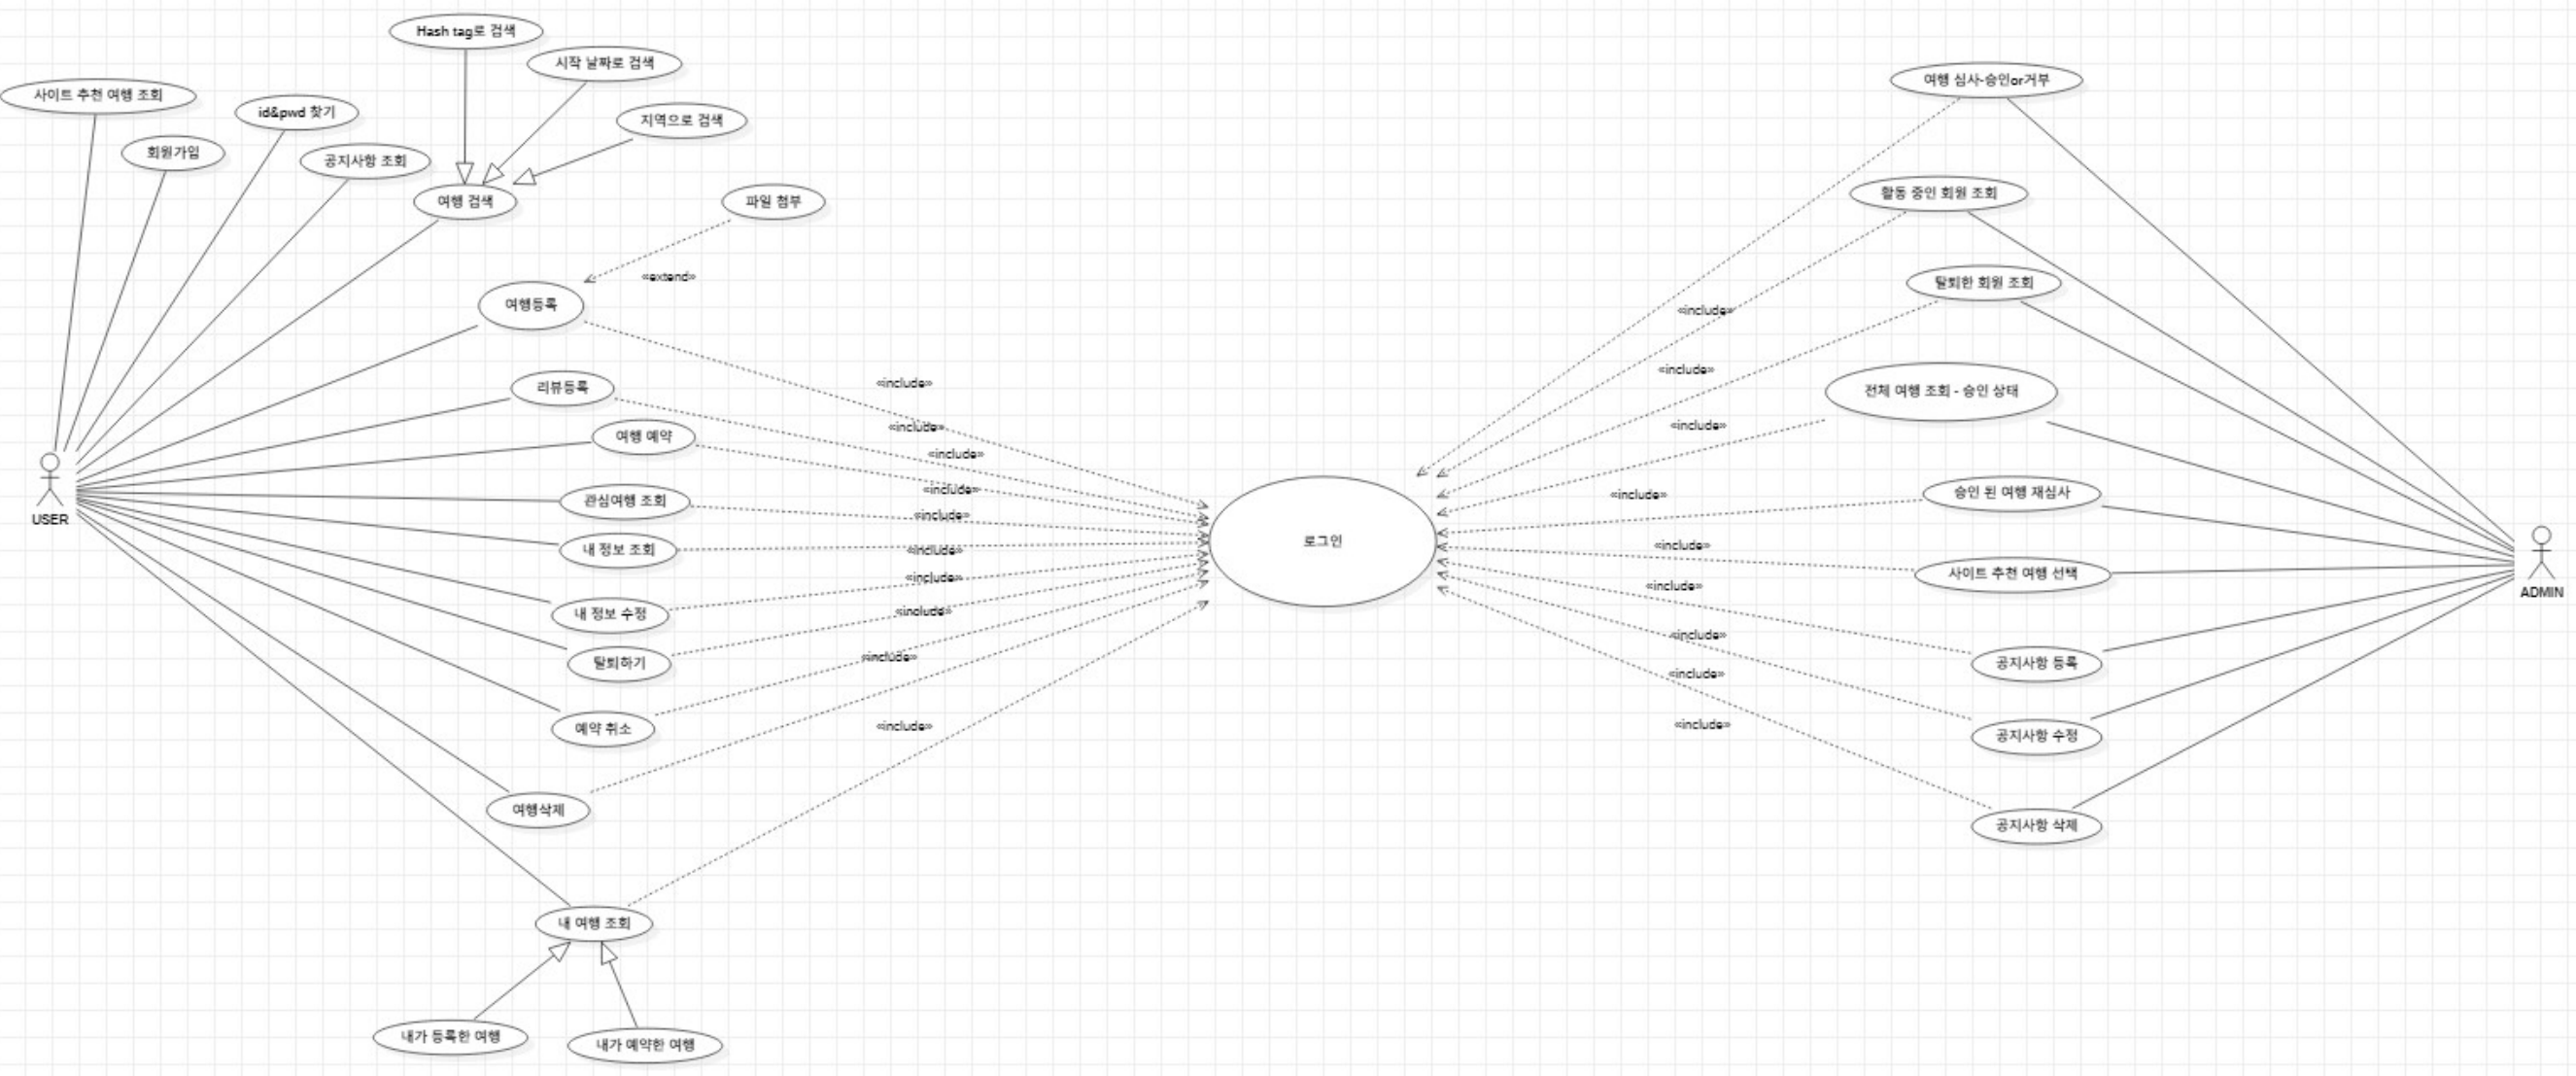 Hash tag로 검색
시작 날짜로 검색
사이트 추천 여행 조회
id&pwd 찾기
지역으로 검색
회원가입
공지사항 조회
여행 검색
파일 첨부
«extend»
여행등록
«include»
리뷰등록
«include»
여행 예약
«include»
«include»
관심여행 조회
«include»
내 정보 조회
«include»
«include»
내 정보 수정
«include»
탈퇴하기
«include»
예약 취소
«include»
여행삭제
내 여행 조회
내가 등록한 여행
내가 예약한 여행
USER
로그인
여행 심사-승인or거부
활동 중인 회원 조회
탈퇴한 회원 조회
«include»
«include»
전체 여행 조회 - 승인 상태
«include»
승인 된 여행 재심사
«include»
«include»
사이트 추천 여행 선택
«include»
«include»
공지사항 등록
«include»
«include»
공지사항 수정
공지사항 삭제
ADMIN